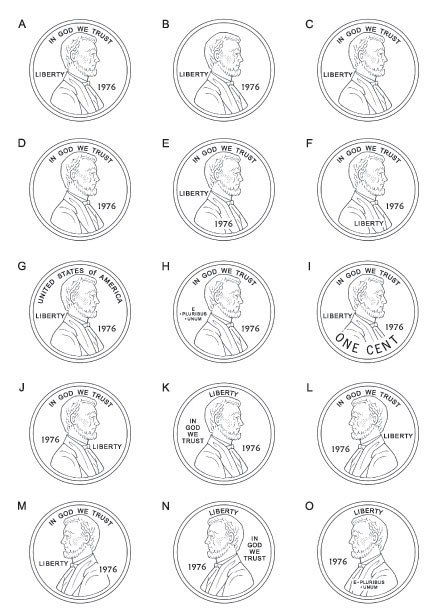 A
IN GOD WE TRUST
LIBERTY
1976
B
LIBERTY
1976
C
IN GOD WE TRUST
LIBERTY
D
IN GOD WE TRUST
1976
E
IN GOD WE TRUST
LIBERTY
1976
F
IN GOD WE TRUST
1976
LIBERTY
G
UNITED STATES of AMERICA
LIBERTY
1976
H
IN GOD WE TRUST
E
·PLURIBUS
·UNUM
1976
I
IN GOD WE TRUST
LIBERTY
1976
ONE CENT
J
IN GOD WE TRUST
1976
LIBERTY
K
LIBERTY
IN
GOD
WE
TRUST
1976
L
IN GOD WE TRUST
LIBERTY
1976
M
IN GOD WE TRUST
LIBERTY
1976
N
LIBERTY
1976
IN
GOD
WE
TRUST
O
LIBERTY
1976
E·PLURIBUS
·UNUM